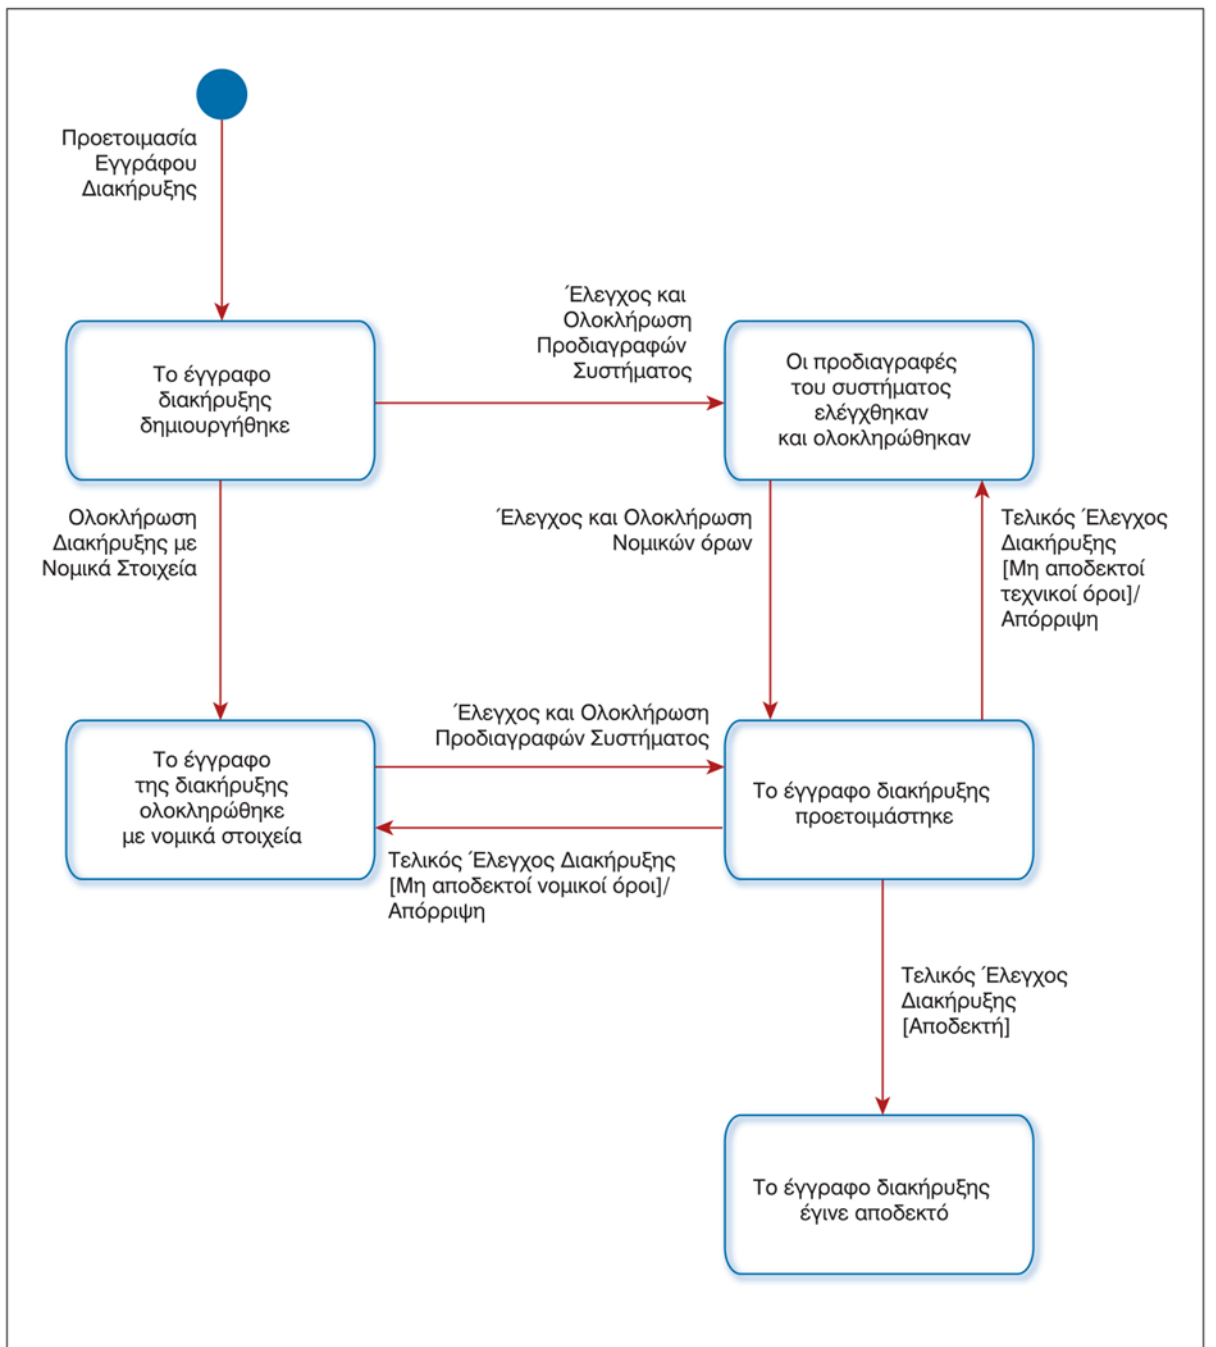 Προετοιμασία
Εγγράφου
Διακήρυξης
Έλεγχος και
Ολοκλήρωση
Προδιαγραφών
Συστήματος
Το έγγραφο
διακήρυξης
δημιουργήθηκε
Οι προδιαγραφές
του συστήματος
ελέγχθηκαν
και ολοκληρώθηκαν
Ολοκλήρωση
Διακήρυξης με
Νομικά Στοιχεία
Έλεγχος και Ολοκλήρωση
Νομικών όρων
Τελικός Έλεγχος
Διακήρυξης
[Μη αποδεκτοί
τεχνικοί όροι]/
Απόρριψη
Έλεγχος και Ολοκλήρωση
Προδιαγραφών Συστήματος
Το έγγραφο
της διακήρυξης
ολοκληρώθηκε
με νομικά στοιχεία
Το έγγραφο διακήρυξης
προετοιμάστηκε
Τελικός Έλεγχος Διακήρυξης
[Μη αποδεκτοί νομικοί όροι]/
Απόρριψη
Τελικός Έλεγχος
Διακήρυξης
[Αποδεκτή]
Το έγγραφο διακήρυξης
έγινε αποδεκτό